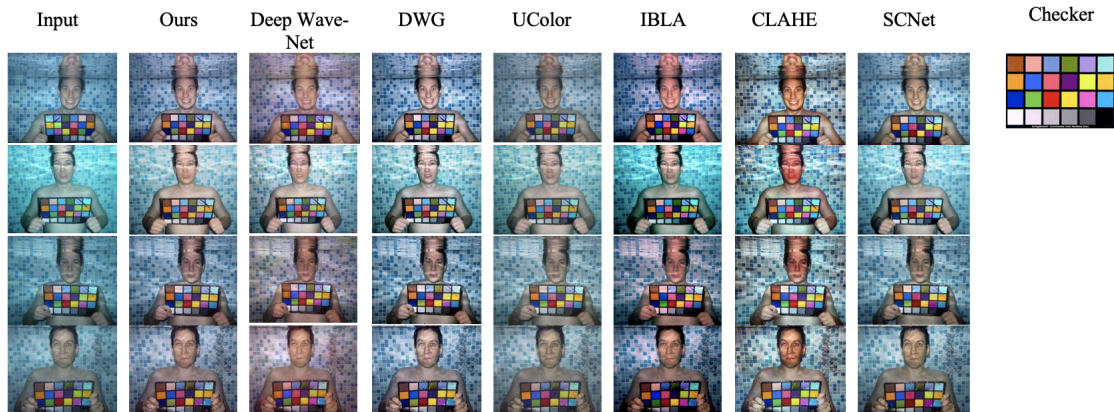 Input
Ours
Deep Wave-
Net
DWG
UColor
IBLA
CLAHE
SCNet
Checker